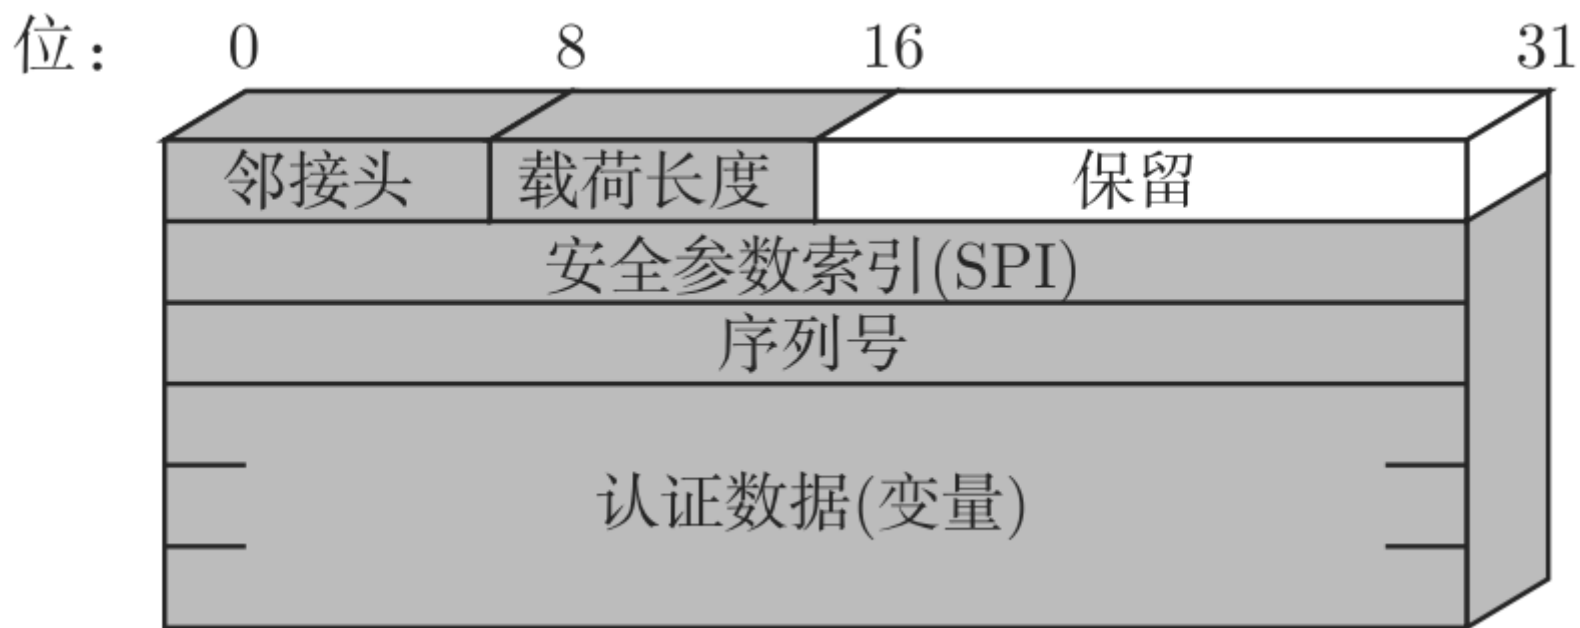 位： 0 8 16 31
邻接头 载荷长度 保留
安全参数索引(SPI)
序列号
认证数据(变量)